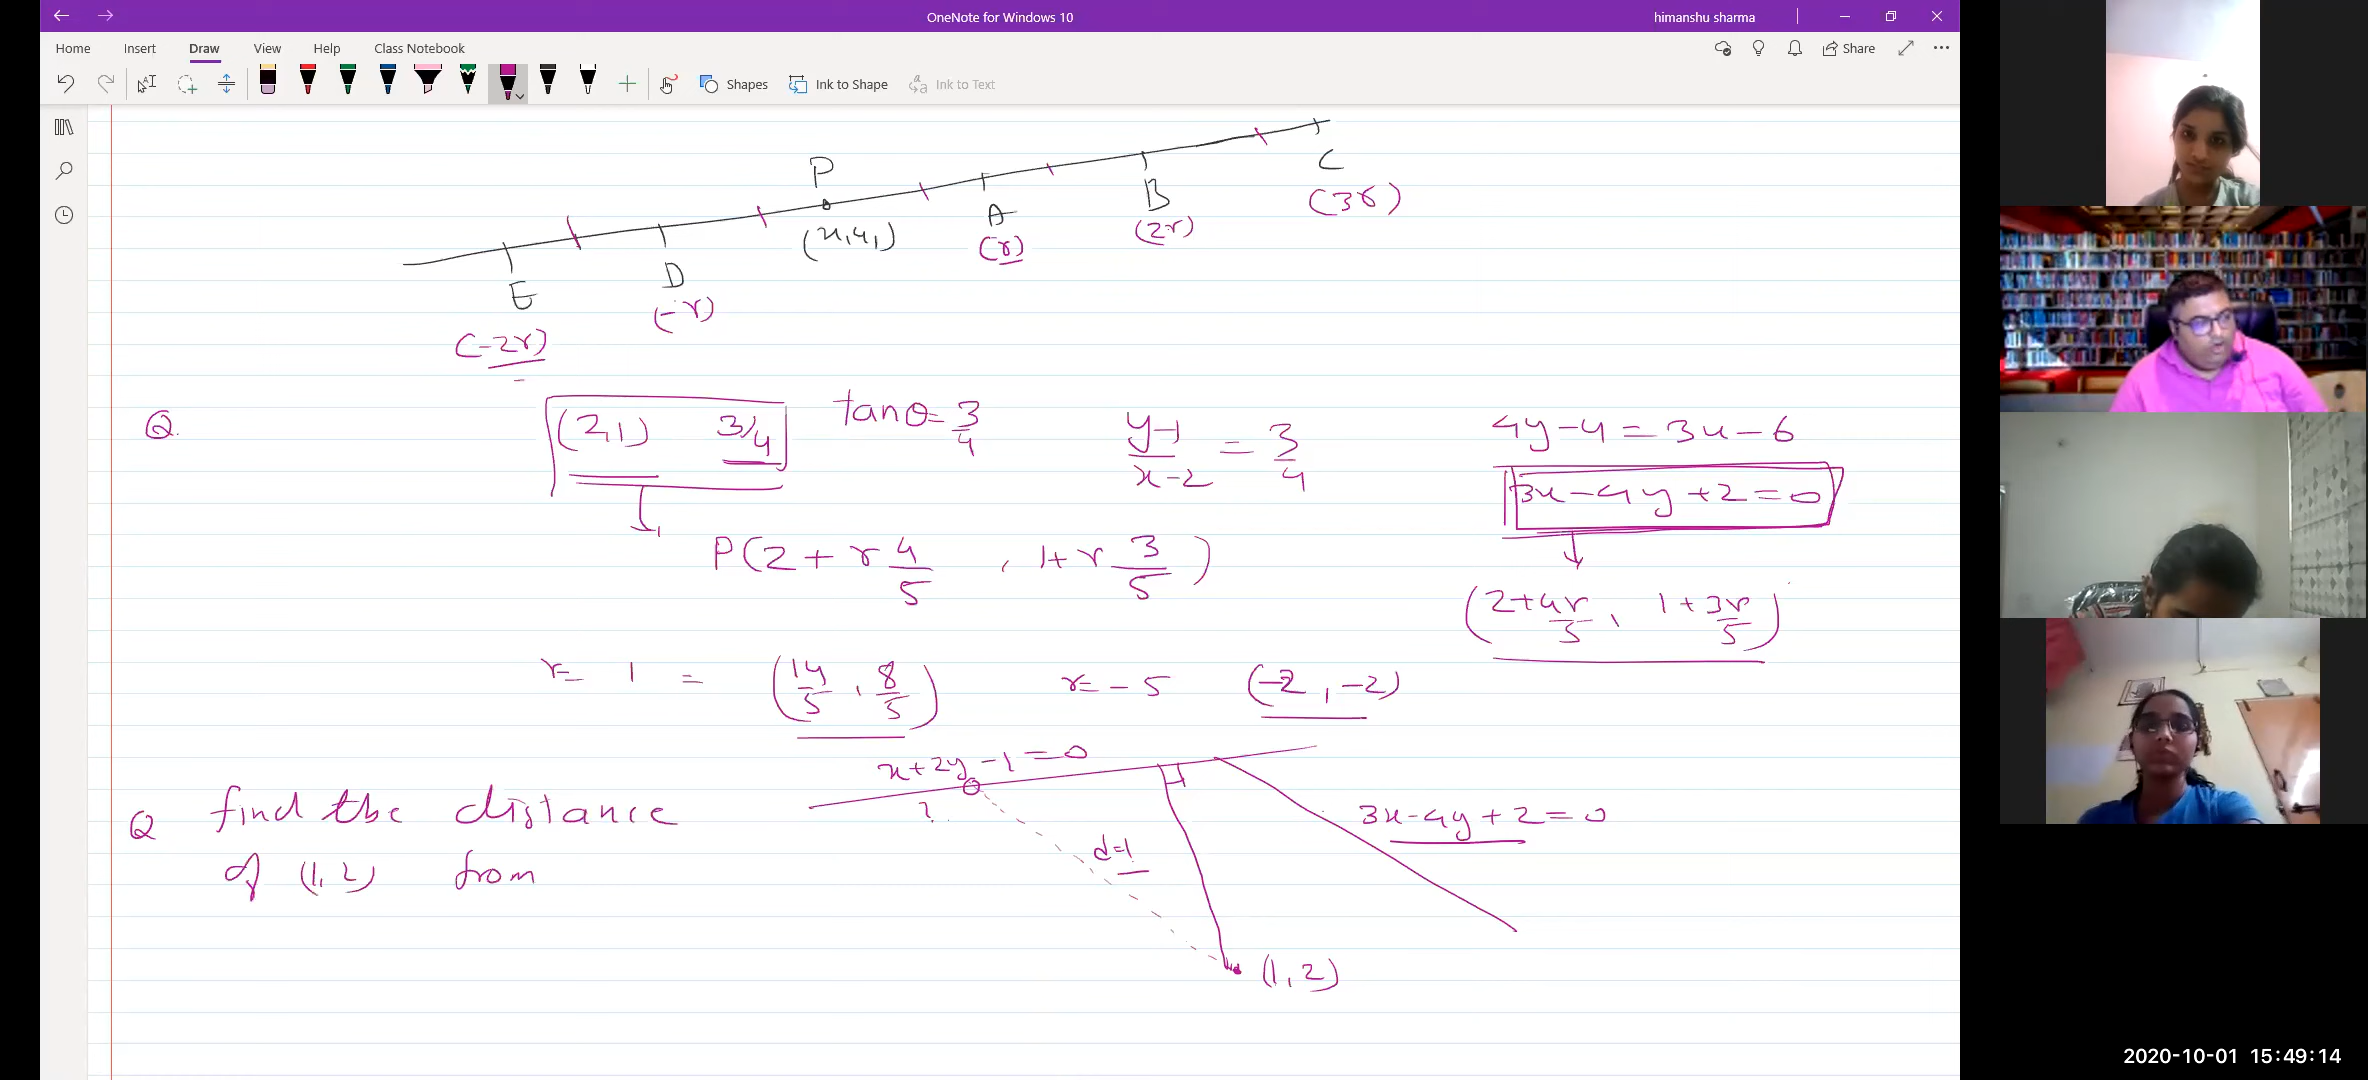 OneNote for Windows 10
himanshu sharma
Home Insert Draw View Help Class Notebook
Share
Shapes Ink to Shape Ink to Text
P
C
A
B
(3r)
(x1y1)
(r)
(2r)
E
D
(-r)
(-2r)
Q.
(2,1) 3/4
tanθ=3/4
y-1/x-2 = 3/4
4y-4=3x-6
3x-4y+2=0
P(2+r 4/5 , 1+r 3/5)
(2+4r/5, 1+3r/5)
r= 1 = (14/5, 8/5) r=-5 (-2,-2)
x+2y-1=0
?
Q find the distance
3x-4y+2=0
d=1
of (1,2) from
(1,2)
2020-10-01 15:49:14